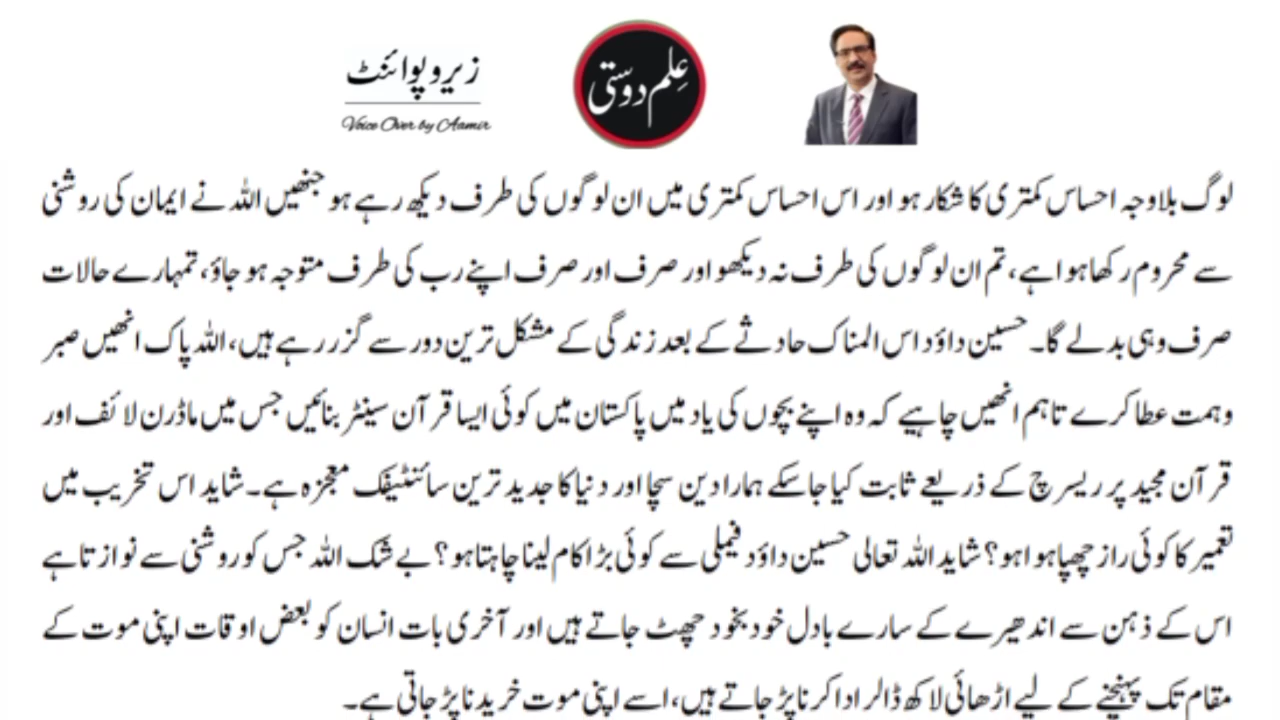 زیرو پوائنٹ
Voice Over by Aamir
علم دوستی
لوگ بلاوجہ احساس کمتری کا شکار ہو اور اس احساس کمتری میں ان لوگوں کی طرف دیکھ رہے ہو جنھیں اللہ نے ایمان کی روشنی
سے محروم رکھا ہوا ہے، تم ان لوگوں کی طرف نہ دیکھو اور صرف اور صرف اپنے رب کی طرف متوجہ ہو جاؤ، تمہارے حالات
صرف وہی بدلے گا۔ حسین داؤد اس المناک حادثے کے بعد زندگی کے مشکل ترین دور سے گزر رہے ہیں، اللہ پاک انھیں صبر
وہمت عطا کرے تاہم انھیں چاہیے کہ وہ اپنے بچوں کی یاد میں پاکستان میں کوئی ایسا قرآن سینٹر بنائیں جس میں ماڈرن لائف اور
قرآن مجید پر ریسرچ کے ذریعے ثابت کیا جا سکے ہمارا دین سچا اور دنیا کا جدید ترین سائنٹیفک معجزہ ہے۔ شاید اس تخریب میں
تعمیر کا کوئی راز چھپا ہوا ہو؟ شاید اللہ تعالی حسین داؤد فیملی سے کوئی بڑا کام لینا چاہتا ہو؟ بے شک اللہ جس کو روشنی سے نوازتا ہے
اس کے ذہن سے اندھیرے کے سارے بادل خود بخود چھٹ جاتے ہیں اور آخری بات انسان کو بعض اوقات اپنی موت کے
مقام تک پہنچنے کے لیے اڑھائی لاکھ ڈالر ادا کرنا پڑ جاتے ہیں، اسے اپنی موت خریدنا پڑ جاتی ہے۔